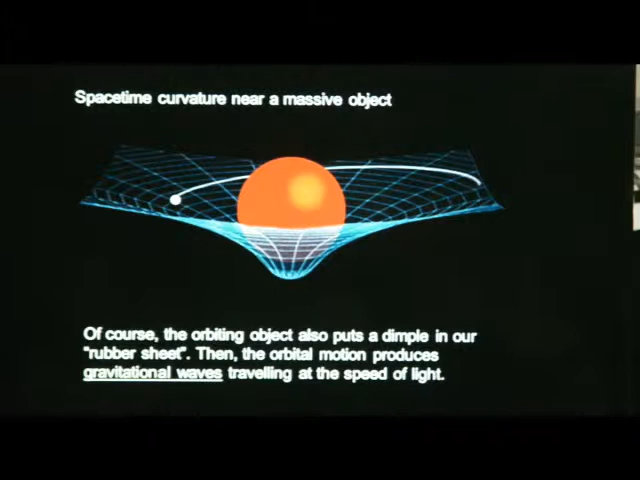 Spacetime curvature near a massive object
Of course, the orbiting object also puts a dimple in our
"rubber sheet". Then, the orbital motion produces
gravitational waves travelling at the speed of light.